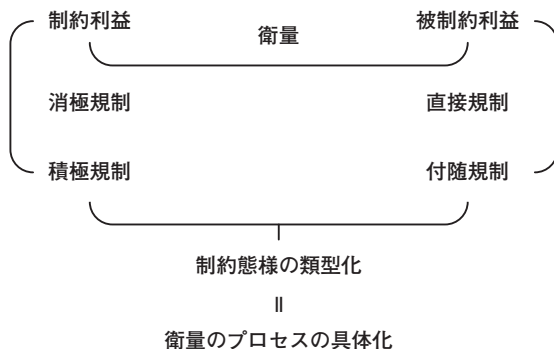 制約利益 被制約利益
衛量
消極規制 直接規制
積極規制 付随規制
制約態様の類型化
||
衛量のプロセスの具体化